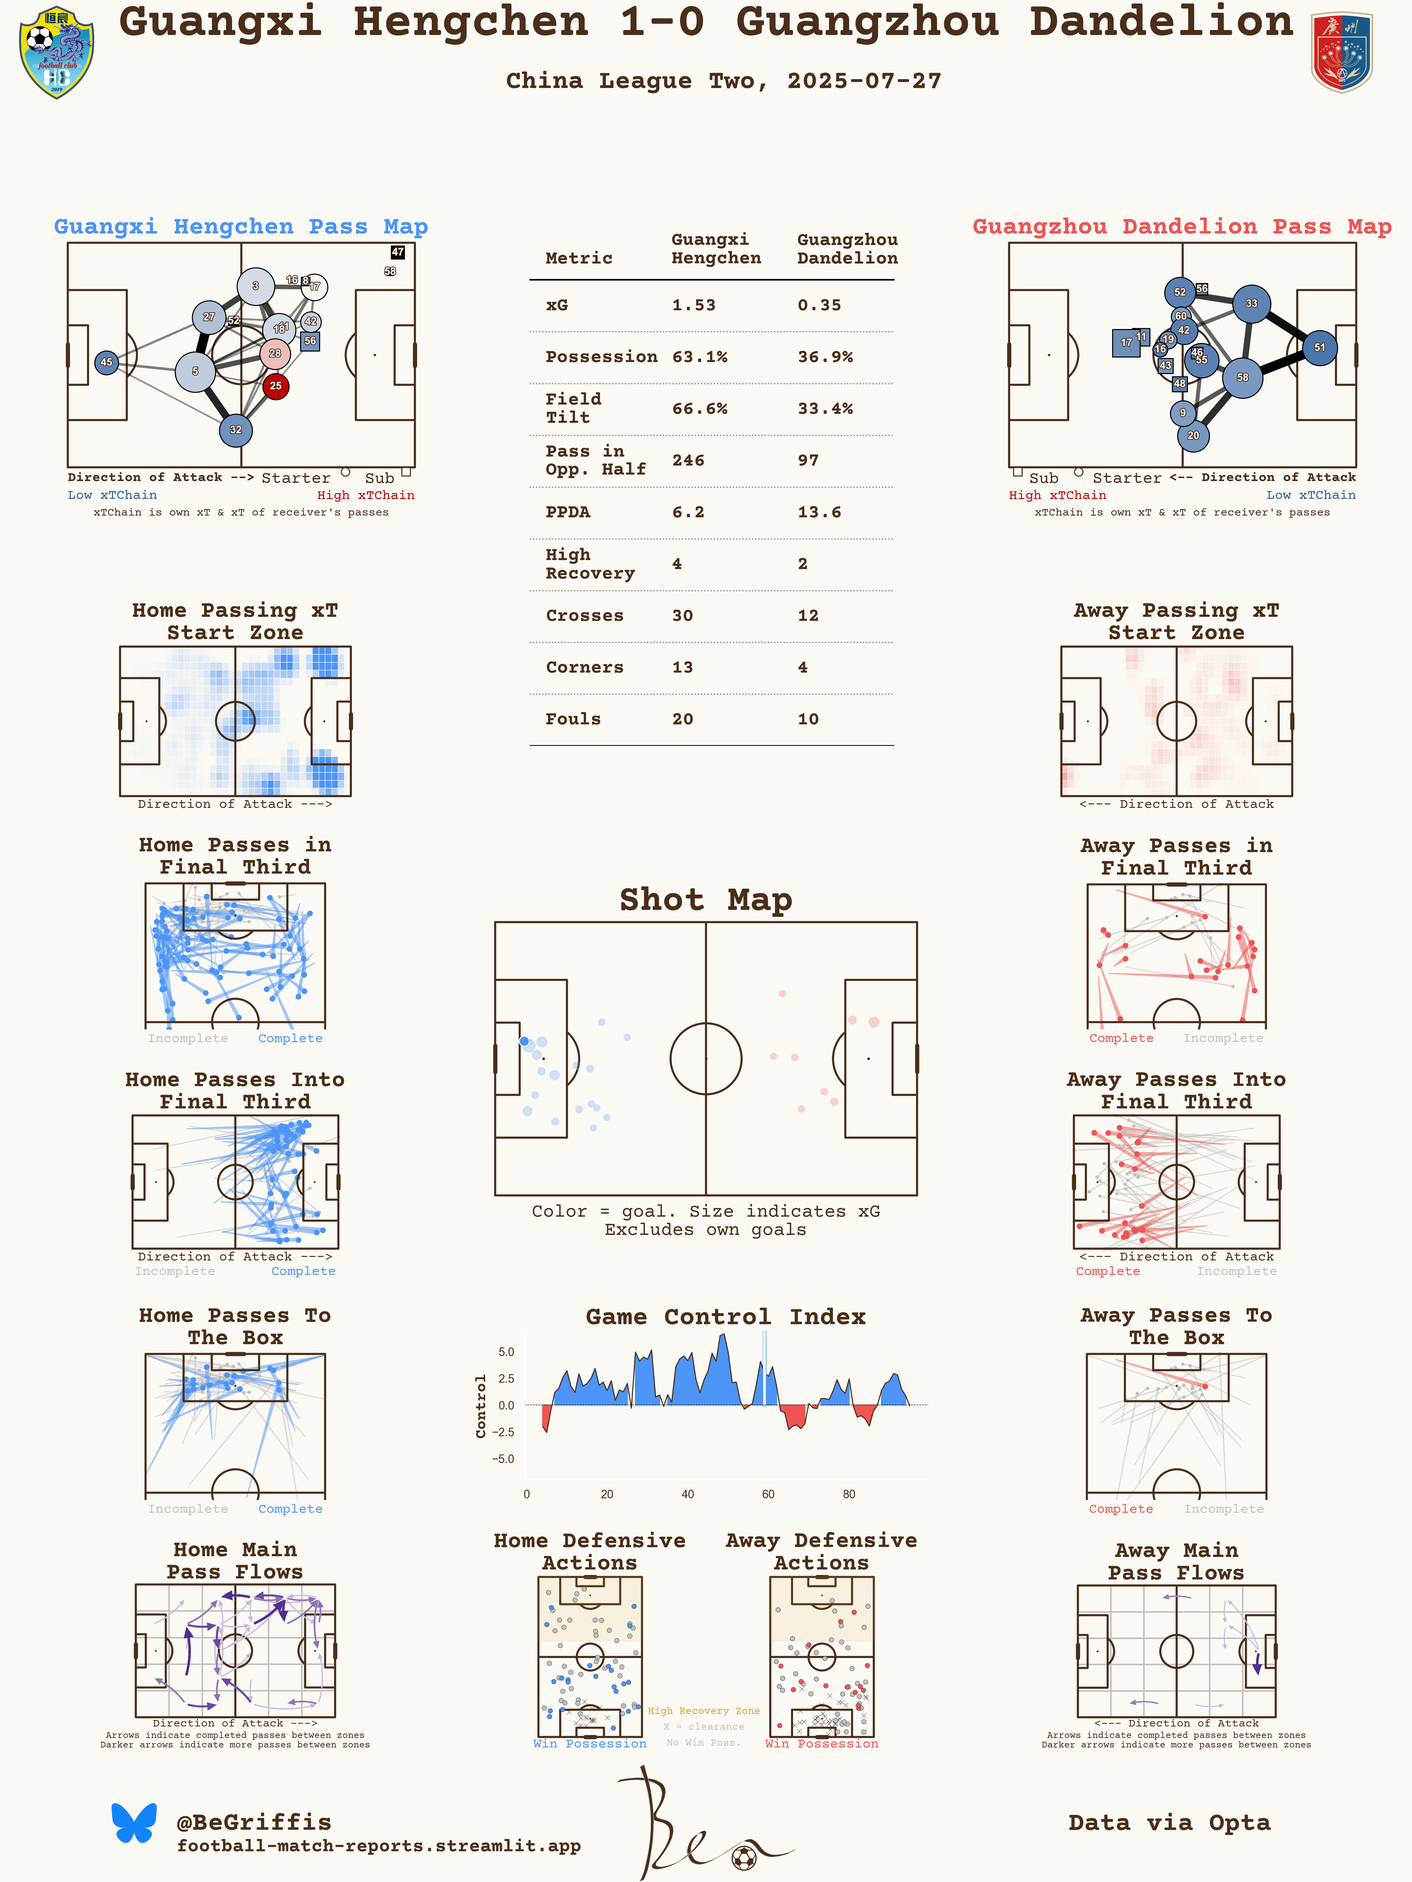 Guangxi Hengchen 1-0 Guangzhou Dandelion
China League Two, 2025-07-27
恒宸
football club
HC
2019
廣州
Guangxi Hengchen Pass Map
47
58
16
8
17
3
27
52
18
42
56
28
45
5
25
32
Direction of Attack --> Starter Sub
Low xTChain High xTChain
xTChain is own xT & xT of receiver's passes
Metric Guangxi Hengchen Guangzhou Dandelion
xG 1.53 0.35
Possession 63.1% 36.9%
Field Tilt 66.6% 33.4%
Pass in Opp. Half 246 97
PPDA 6.2 13.6
High Recovery 4 2
Crosses 30 12
Corners 13 4
Fouls 20 10
Guangzhou Dandelion Pass Map
52
56
33
60
42
11
17
19
16
46
55
51
43
48
58
9
20
Sub Starter <-- Direction of Attack
High xTChain Low xTChain
xTChain is own xT & xT of receiver's passes
Home Passing xT
Start Zone
Direction of Attack --->
Away Passing xT
Start Zone
<--- Direction of Attack
Home Passes in
Final Third
Incomplete Complete
Away Passes in
Final Third
Complete Incomplete
Shot Map
Color = goal. Size indicates xG
Excludes own goals
Home Passes Into
Final Third
Direction of Attack --->
Incomplete Complete
Away Passes Into
Final Third
<--- Direction of Attack
Complete Incomplete
Home Passes To
The Box
Incomplete Complete
Game Control Index
Control
5.0
2.5
0.0
−2.5
−5.0
0 20 40 60 80
Away Passes To
The Box
Complete Incomplete
Home Main
Pass Flows
Direction of Attack --->
Arrows indicate completed passes between zones
Darker arrows indicate more passes between zones
Home Defensive
Actions
Win Possession
High Recovery Zone
X = clearance
No Win Poss.
Away Defensive
Actions
Win Possession
Away Main
Pass Flows
<--- Direction of Attack
Arrows indicate completed passes between zones
Darker arrows indicate more passes between zones
@BeGriffis
football-match-reports.streamlit.app
Ben
Data via Opta